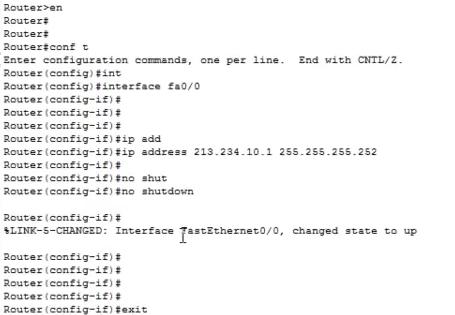 Router>en
Router#
Router#
Router#conf t
Enter configuration commands, one per line.  End with CNTL/Z.
Router(config)#int
Router(config)#interface fa0/0
Router(config-if)#
Router(config-if)#
Router(config-if)#
Router(config-if)#ip add
Router(config-if)#ip address 213.234.10.1 255.255.255.252
Router(config-if)#
Router(config-if)#no shut
Router(config-if)#no shutdown
Router(config-if)#
%LINK-5-CHANGED: Interface FastEthernet0/0, changed state to up
Router(config-if)#
Router(config-if)#
Router(config-if)#
Router(config-if)#
Router(config-if)#exit